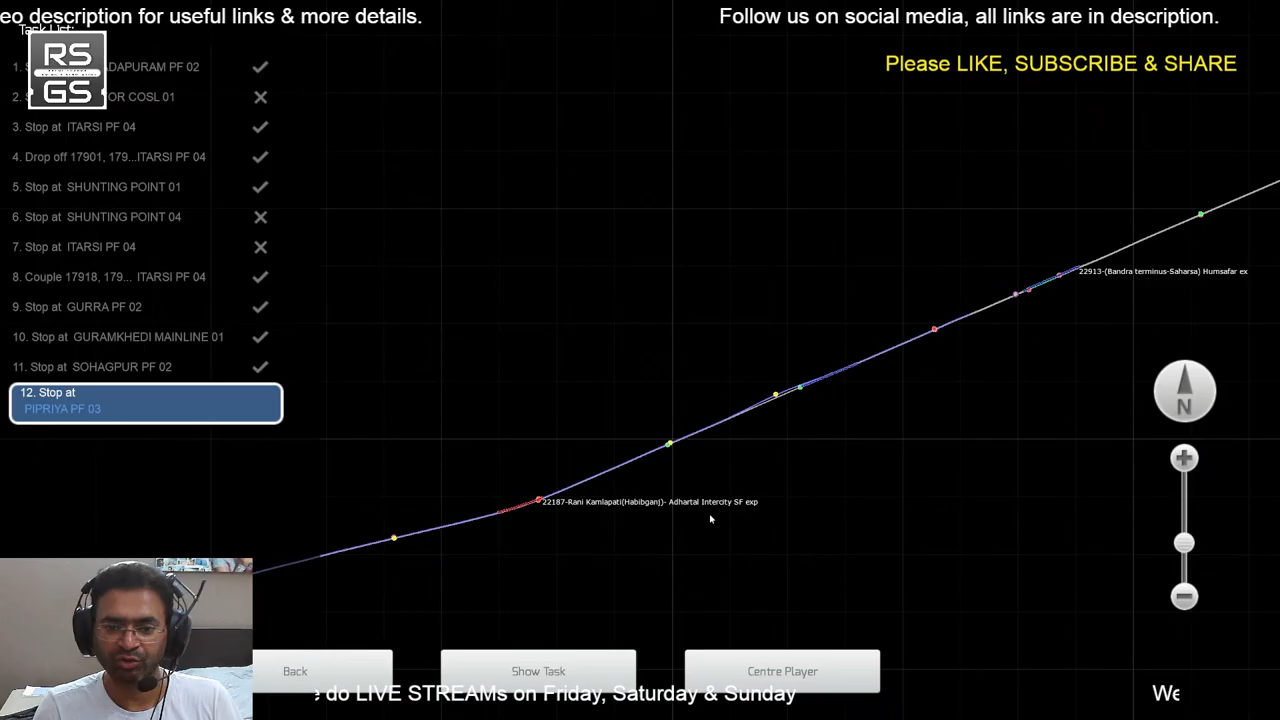 eo description for useful links & more details.
Follow us on social media, all links are in description.
Task List:
RS
GS
Please LIKE, SUBSCRIBE & SHARE
1. S ADAPURAM PF 02
2. S OR COSL 01
3. Stop at ITARSI PF 04
4. Drop off 17901, 179...ITARSI PF 04
5. Stop at SHUNTING POINT 01
6. Stop at SHUNTING POINT 04
7. Stop at ITARSI PF 04
8. Couple 17918, 179... ITARSI PF 04
9. Stop at GURRA PF 02
10. Stop at GURAMKHEDI MAINLINE 01
11. Stop at SOHAGPUR PF 02
12. Stop at
PIPRIYA PF 03
22913-(Bandra terminus-Saharsa) Humsafar ex
22187-Rani Kamlapati(Habibganj)- Adhartal Intercity SF exp
N
Back
Show Task
Centre Player
do LIVE STREAMs on Friday, Saturday & Sunday
We